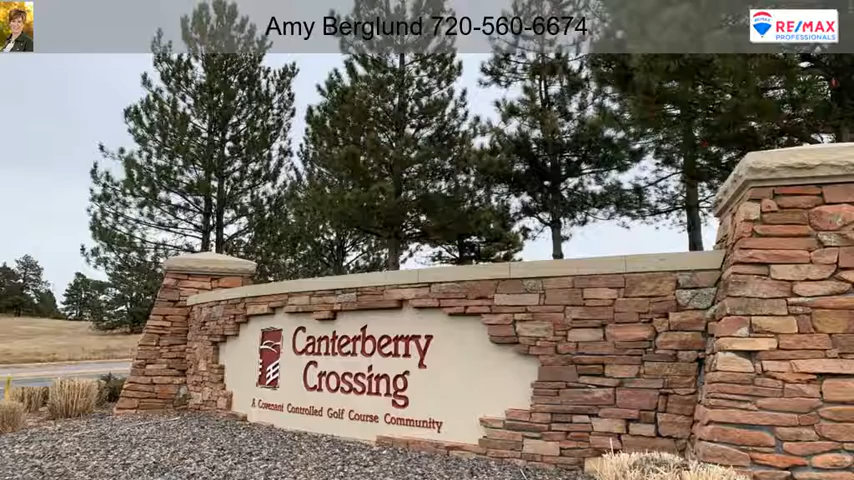 Amy Berglund 720-560-6674
RE/MAX
PROFESSIONALS
Canterberry
Crossing
A Covenant Controlled Golf Course Community